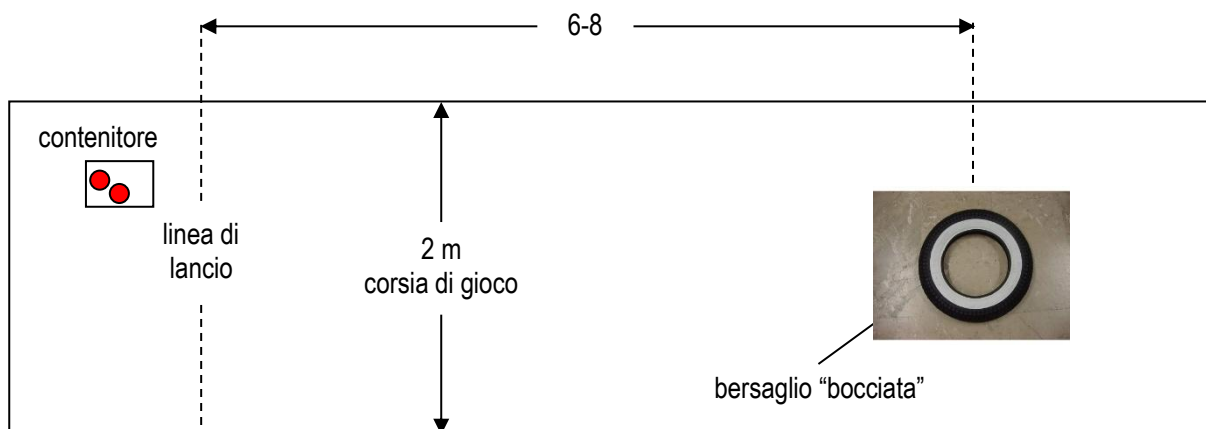 6-8
contenitore
linea di
lancio
2 m
corsia di gioco
bersaglio “bocciata”